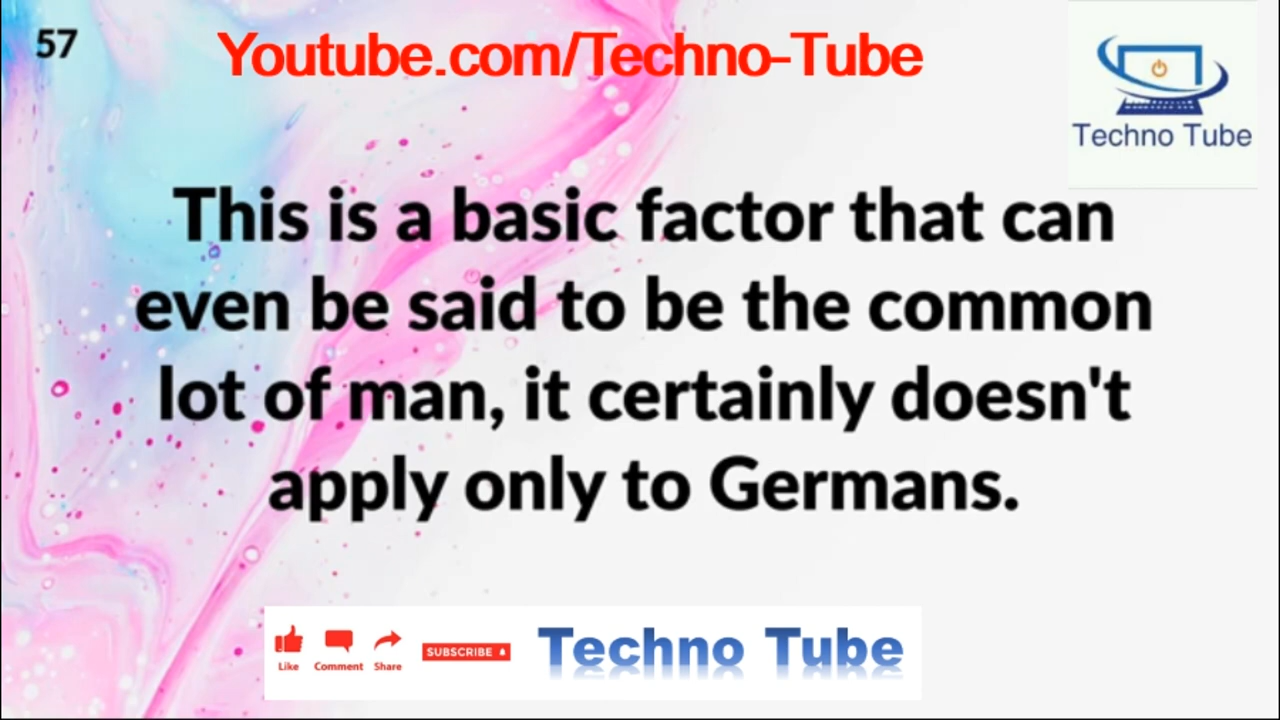 57
Youtube.com/Techno-Tube
Techno Tube
This is a basic factor that can
even be said to be the common
lot of man, it certainly doesn't
apply only to Germans.
Like Comment Share
SUBSCRIBE
Techno Tube